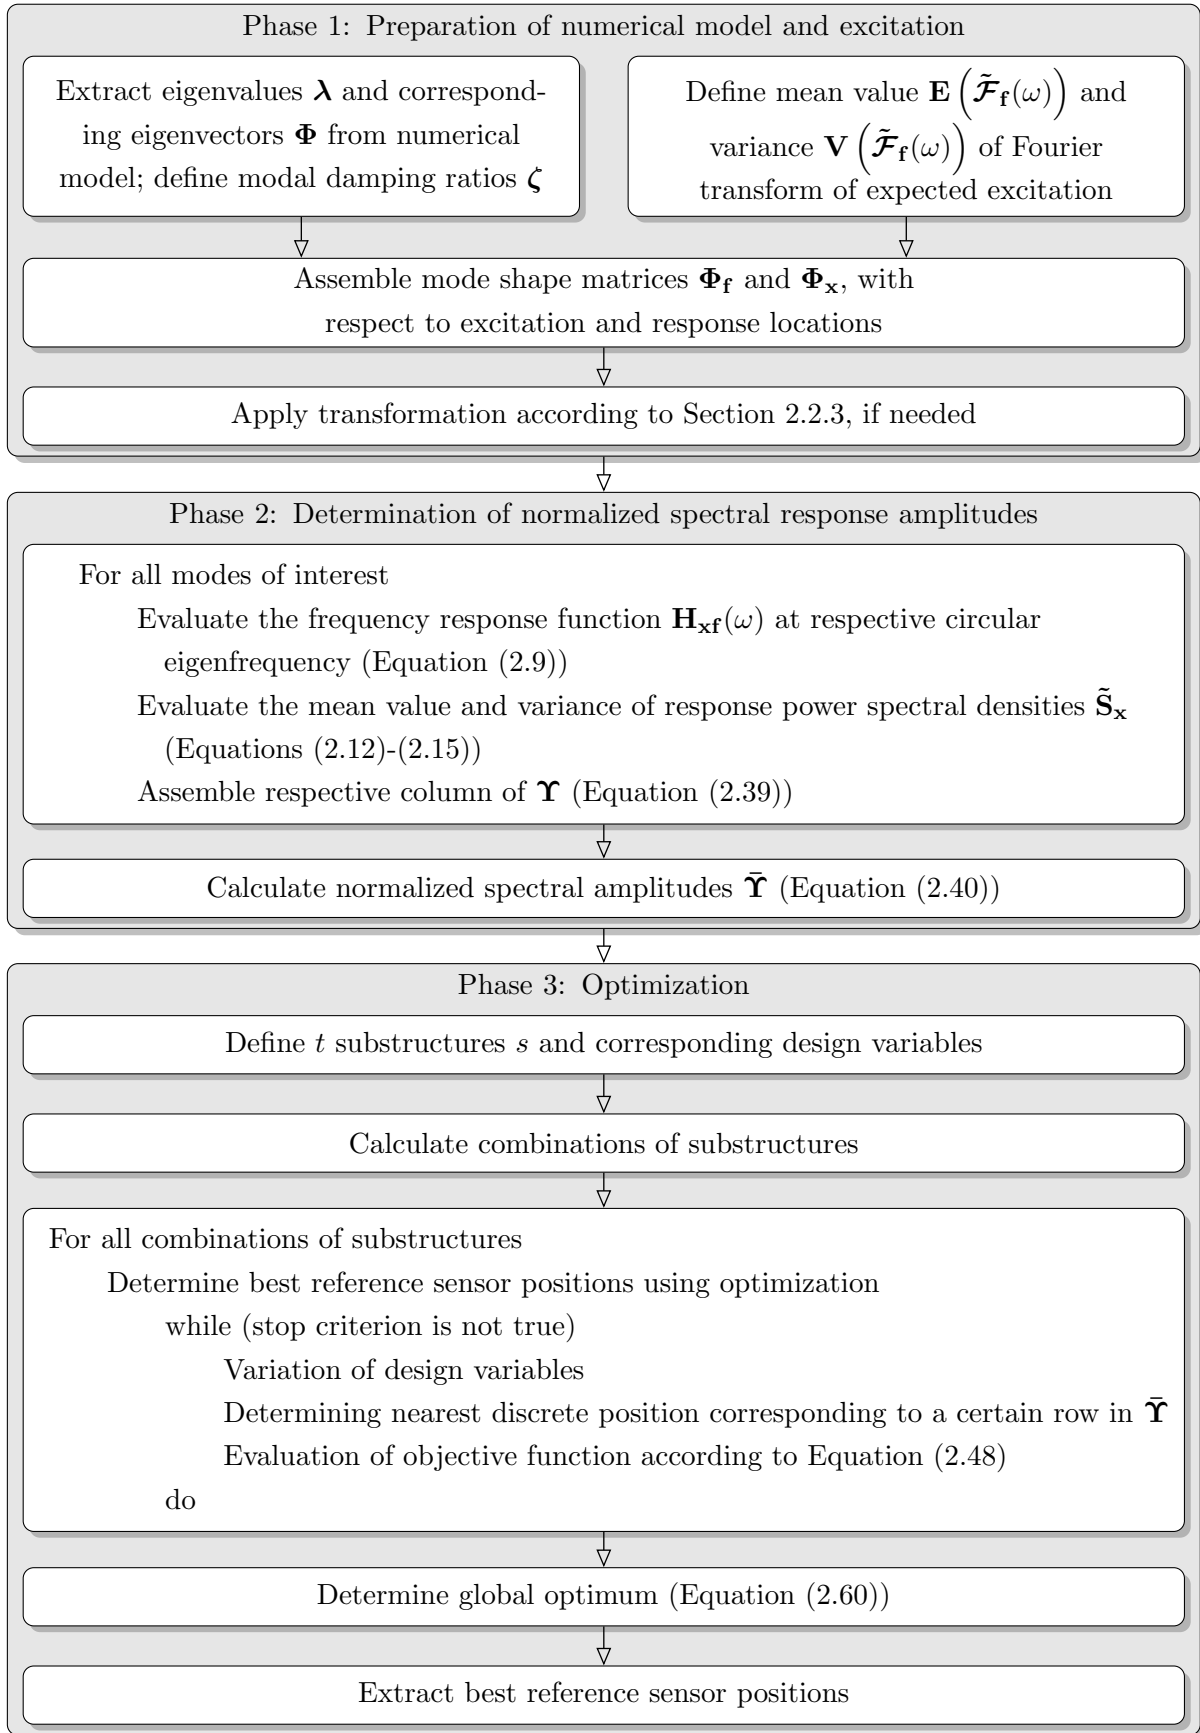 Phase 1: Preparation of numerical model and excitation
Extract eigenvalues λ and correspond-
ing eigenvectors Φ from numerical
model; define modal damping ratios ζ
Define mean value E(𝓕̃_f(ω)) and
variance V(𝓕̃_f(ω)) of Fourier
transform of expected excitation
Assemble mode shape matrices Φ_f and Φ_x, with
respect to excitation and response locations
Apply transformation according to Section 2.2.3, if needed
Phase 2: Determination of normalized spectral response amplitudes
For all modes of interest
Evaluate the frequency response function H_xf(ω) at respective circular
eigenfrequency (Equation (2.9))
Evaluate the mean value and variance of response power spectral densities S̃_x
(Equations (2.12)-(2.15))
Assemble respective column of ϒ (Equation (2.39))
Calculate normalized spectral amplitudes ϒ̄ (Equation (2.40))
Phase 3: Optimization
Define t substructures s and corresponding design variables
Calculate combinations of substructures
For all combinations of substructures
Determine best reference sensor positions using optimization
while (stop criterion is not true)
Variation of design variables
Determining nearest discrete position corresponding to a certain row in ϒ̄
Evaluation of objective function according to Equation (2.48)
do
Determine global optimum (Equation (2.60))
Extract best reference sensor positions